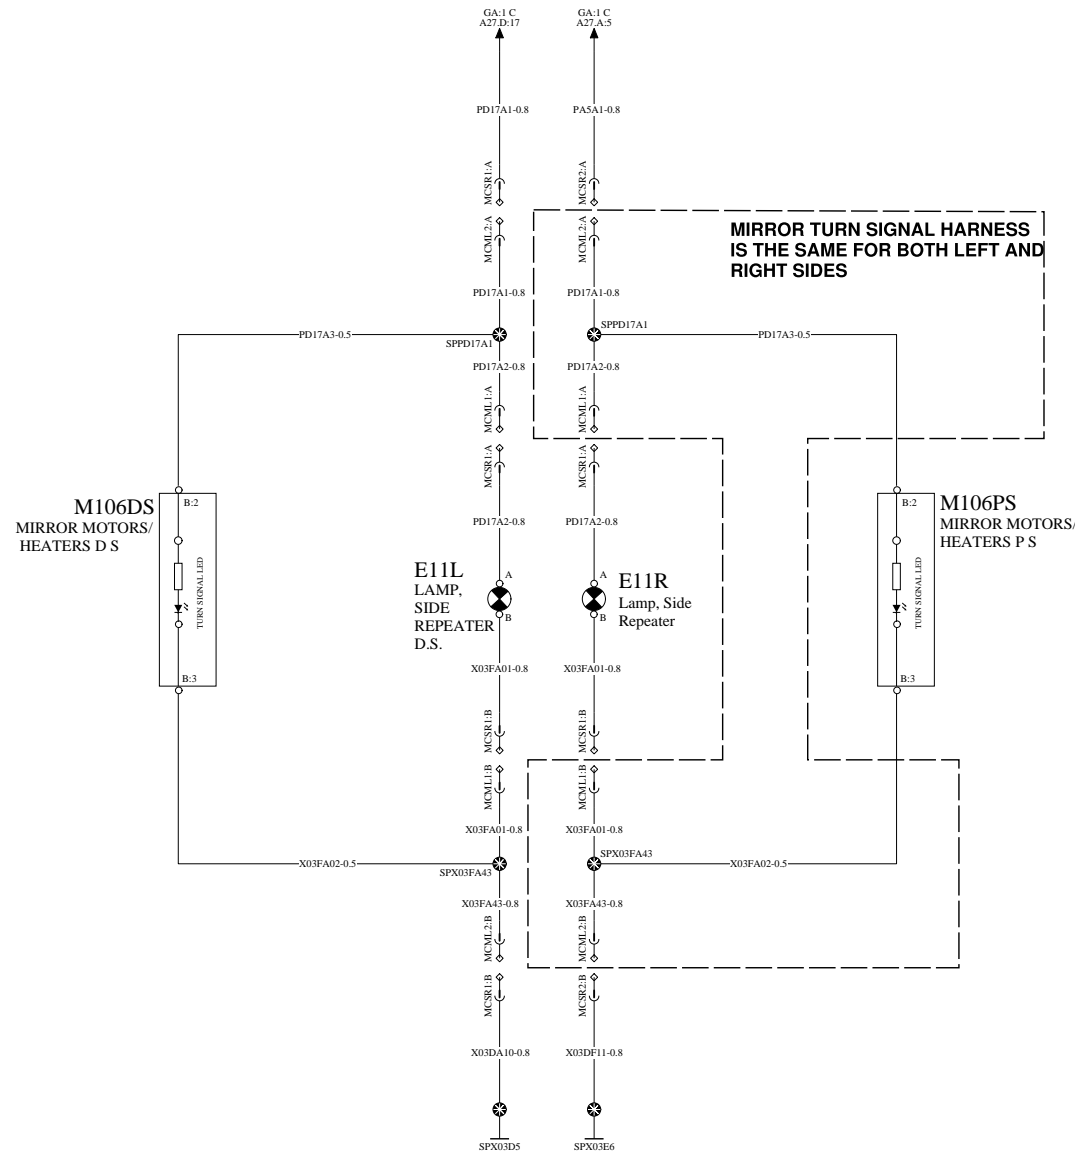 GA:1 C
A27.D:17
GA:1 C
A27.A:5
PD17A1-0.8
PA5A1-0.8
MCSR1:A
MCSR2:A
MCML2:A
MCML2:A
MIRROR TURN SIGNAL HARNESS
IS THE SAME FOR BOTH LEFT AND
RIGHT SIDES
PD17A1-0.8
PD17A1-0.8
PD17A3-0.5
SPPD17A1
SPPD17A1
PD17A3-0.5
PD17A2-0.8
PD17A2-0.8
MCML1:A
MCML1:A
MCSR1:A
MCSR1:A
M106DS
MIRROR MOTORS/
HEATERS D S
B:2
TURN SIGNAL LED
B:3
PD17A2-0.8
PD17A2-0.8
E11L
LAMP,
SIDE
REPEATER
D.S.
A
B
E11R
Lamp, Side
Repeater
A
B
M106PS
MIRROR MOTORS/
HEATERS P S
B:2
TURN SIGNAL LED
B:3
X03FA01-0.8
X03FA01-0.8
MCSR1:B
MCSR1:B
MCML1:B
MCML1:B
X03FA01-0.8
X03FA01-0.8
X03FA02-0.5
SPX03FA43
SPX03FA43
X03FA02-0.5
X03FA43-0.8
X03FA43-0.8
MCML2:B
MCML2:B
MCSR1:B
MCSR2:B
X03DA10-0.8
X03DF11-0.8
SPX03D5
SPX03E6